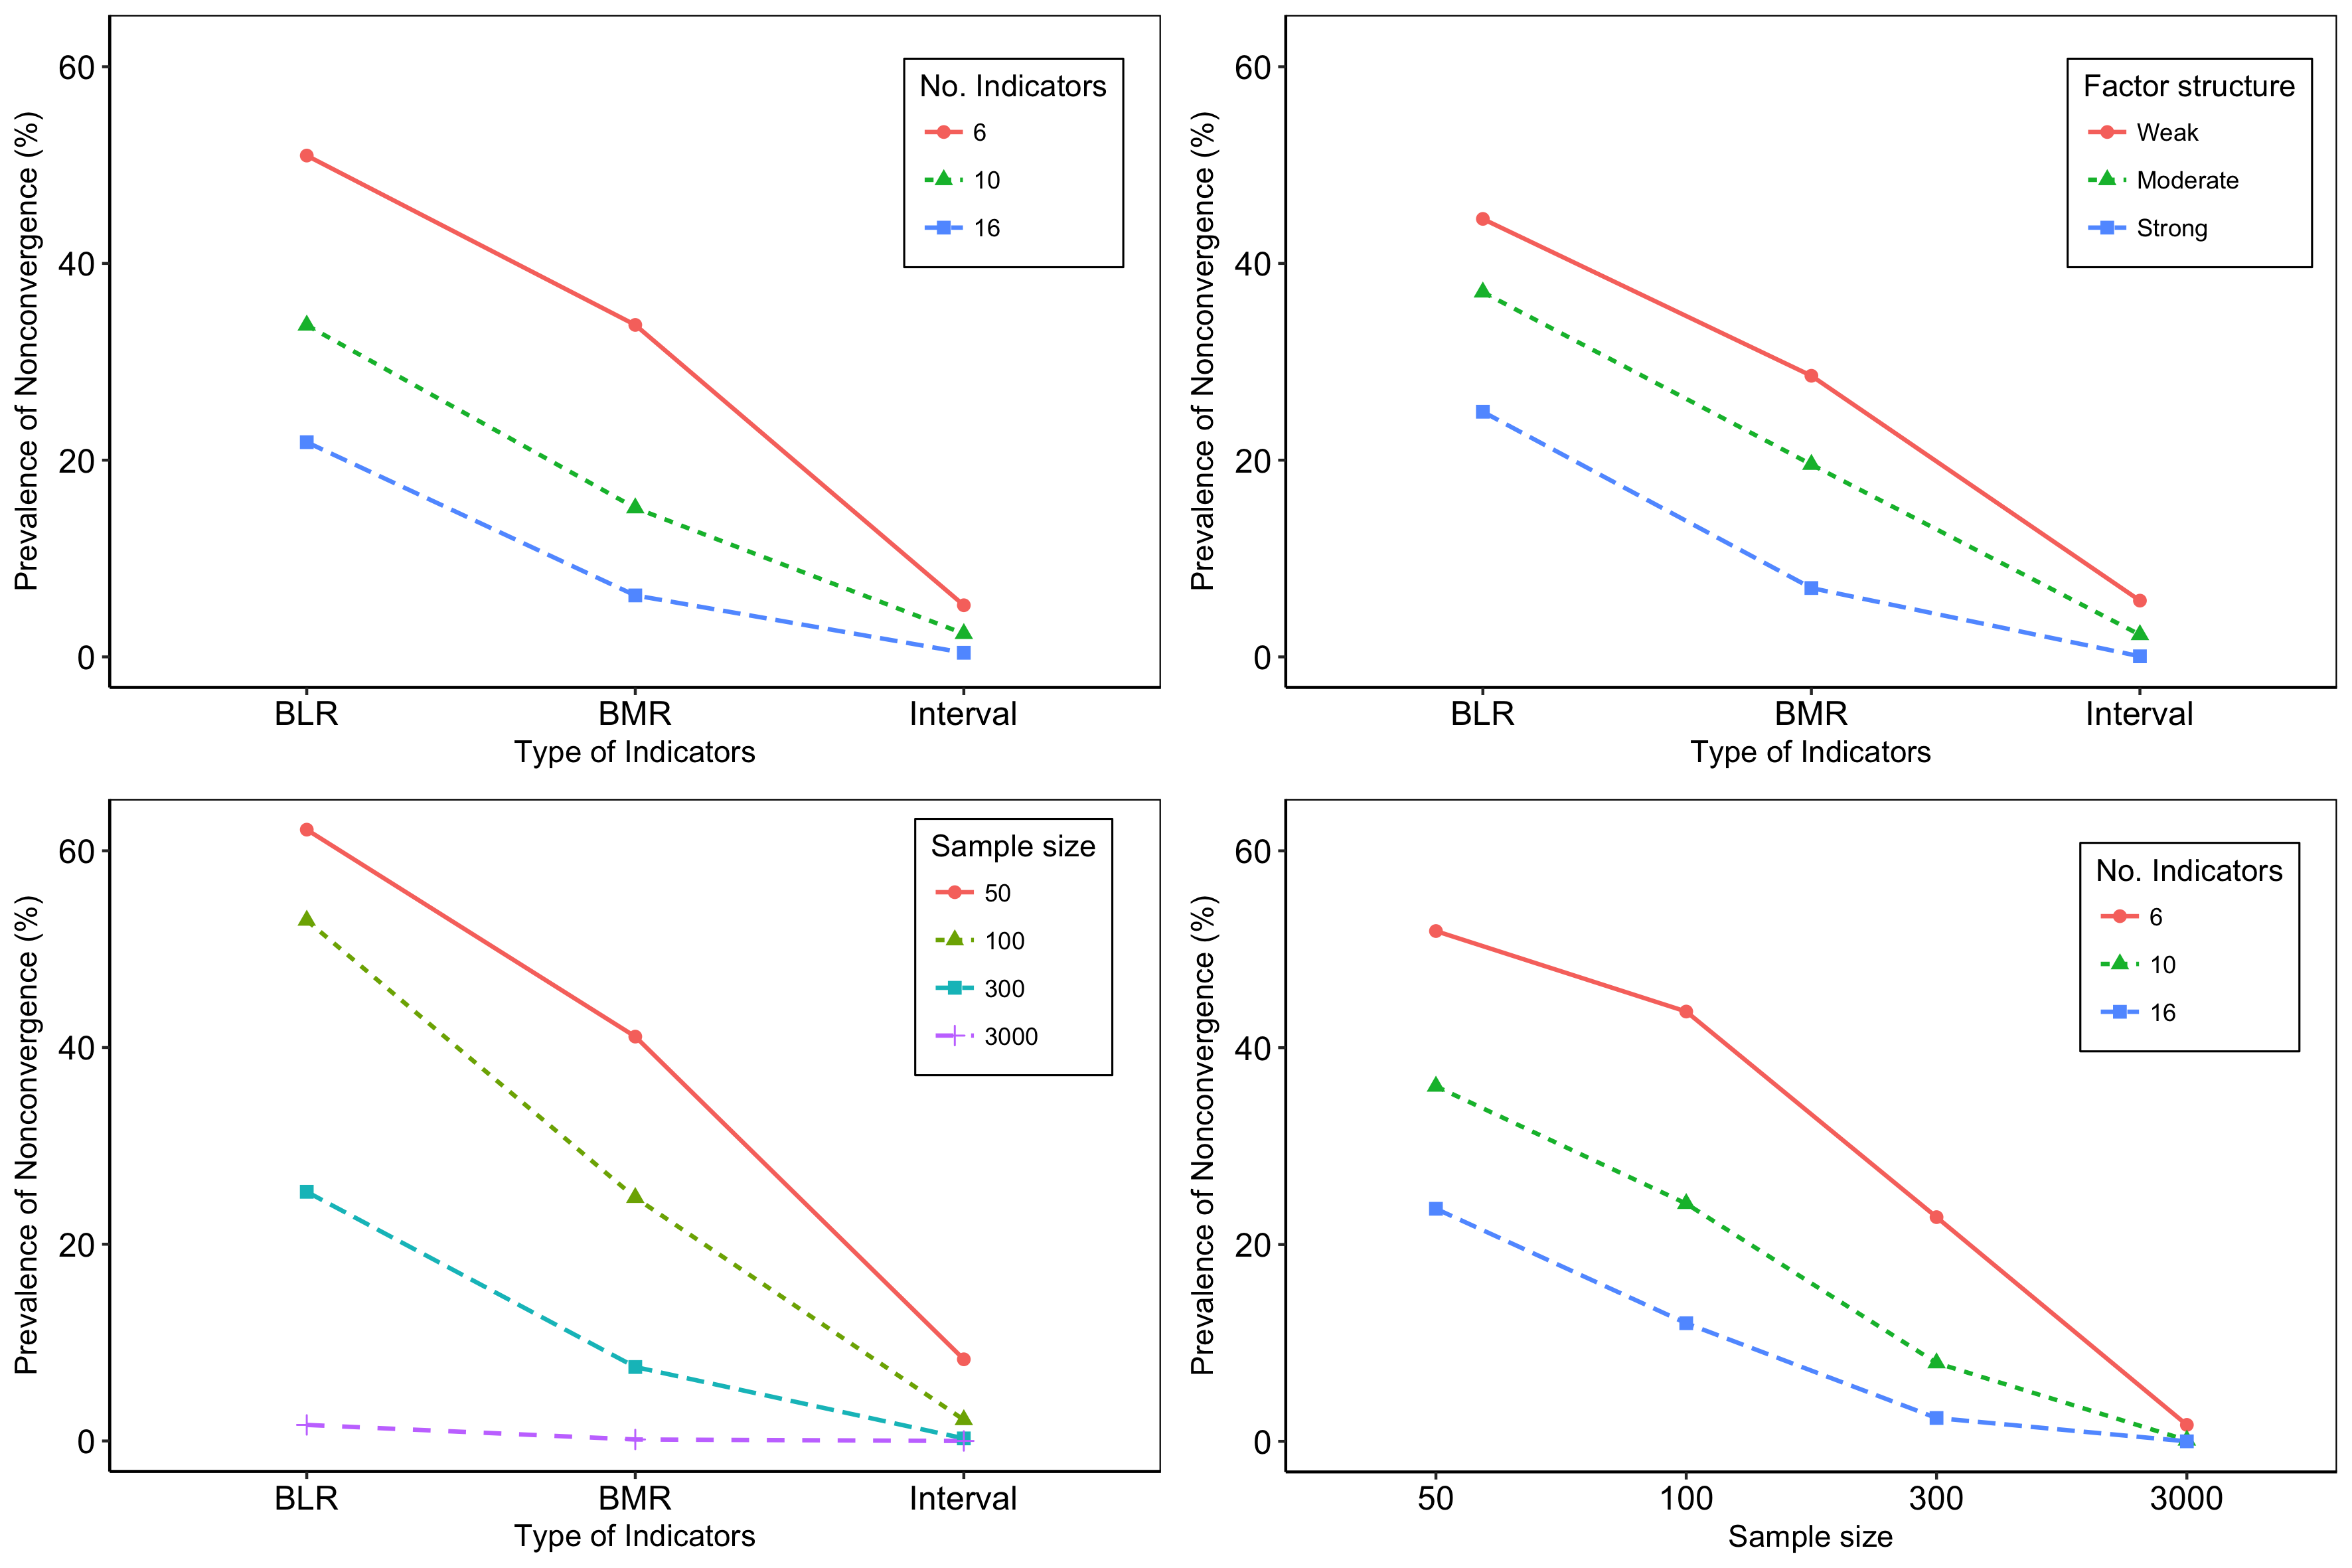 Prevalence of Nonconvergence (%)
60
40
20
0
BLR BMR Interval
Type of Indicators
No. Indicators
6
10
16
Prevalence of Nonconvergence (%)
60
40
20
0
BLR BMR Interval
Type of Indicators
Factor structure
Weak
Moderate
Strong
Prevalence of Nonconvergence (%)
60
40
20
0
BLR BMR Interval
Type of Indicators
Sample size
50
100
300
3000
Prevalence of Nonconvergence (%)
60
40
20
0
50 100 300 3000
Sample size
No. Indicators
6
10
16